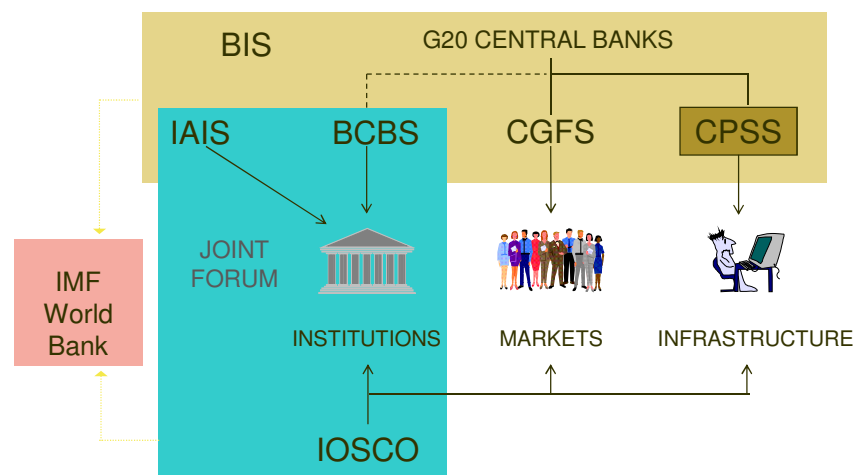 BIS
G20 CENTRAL BANKS
IAIS
BCBS
CGFS
CPSS
JOINT
FORUM
IMF
World
Bank
INSTITUTIONS
MARKETS
INFRASTRUCTURE
IOSCO